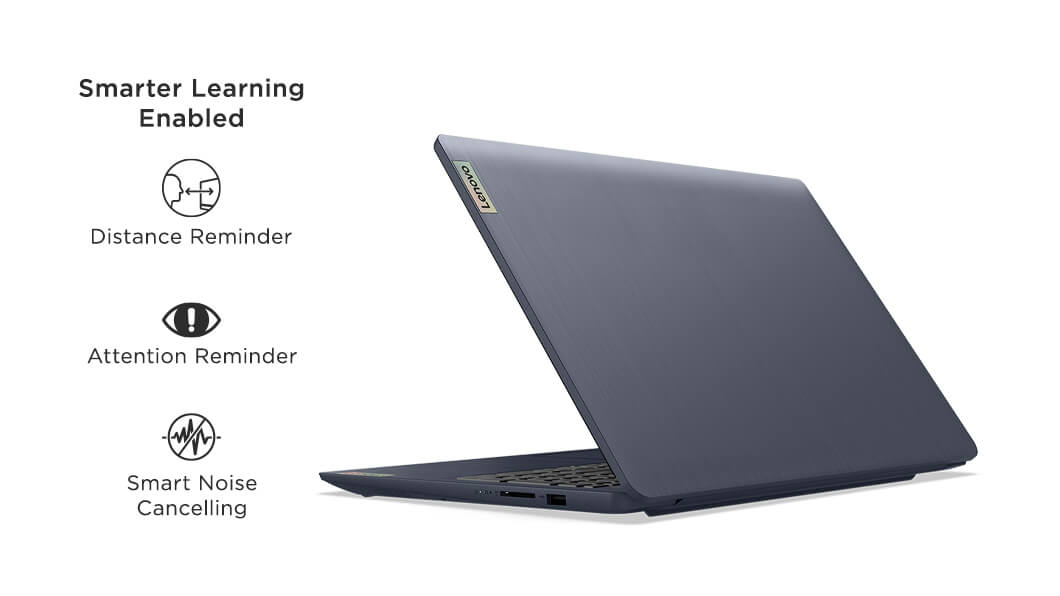 Smarter Learning
Enabled
Distance Reminder
Attention Reminder
Smart Noise
Cancelling
Lenovo